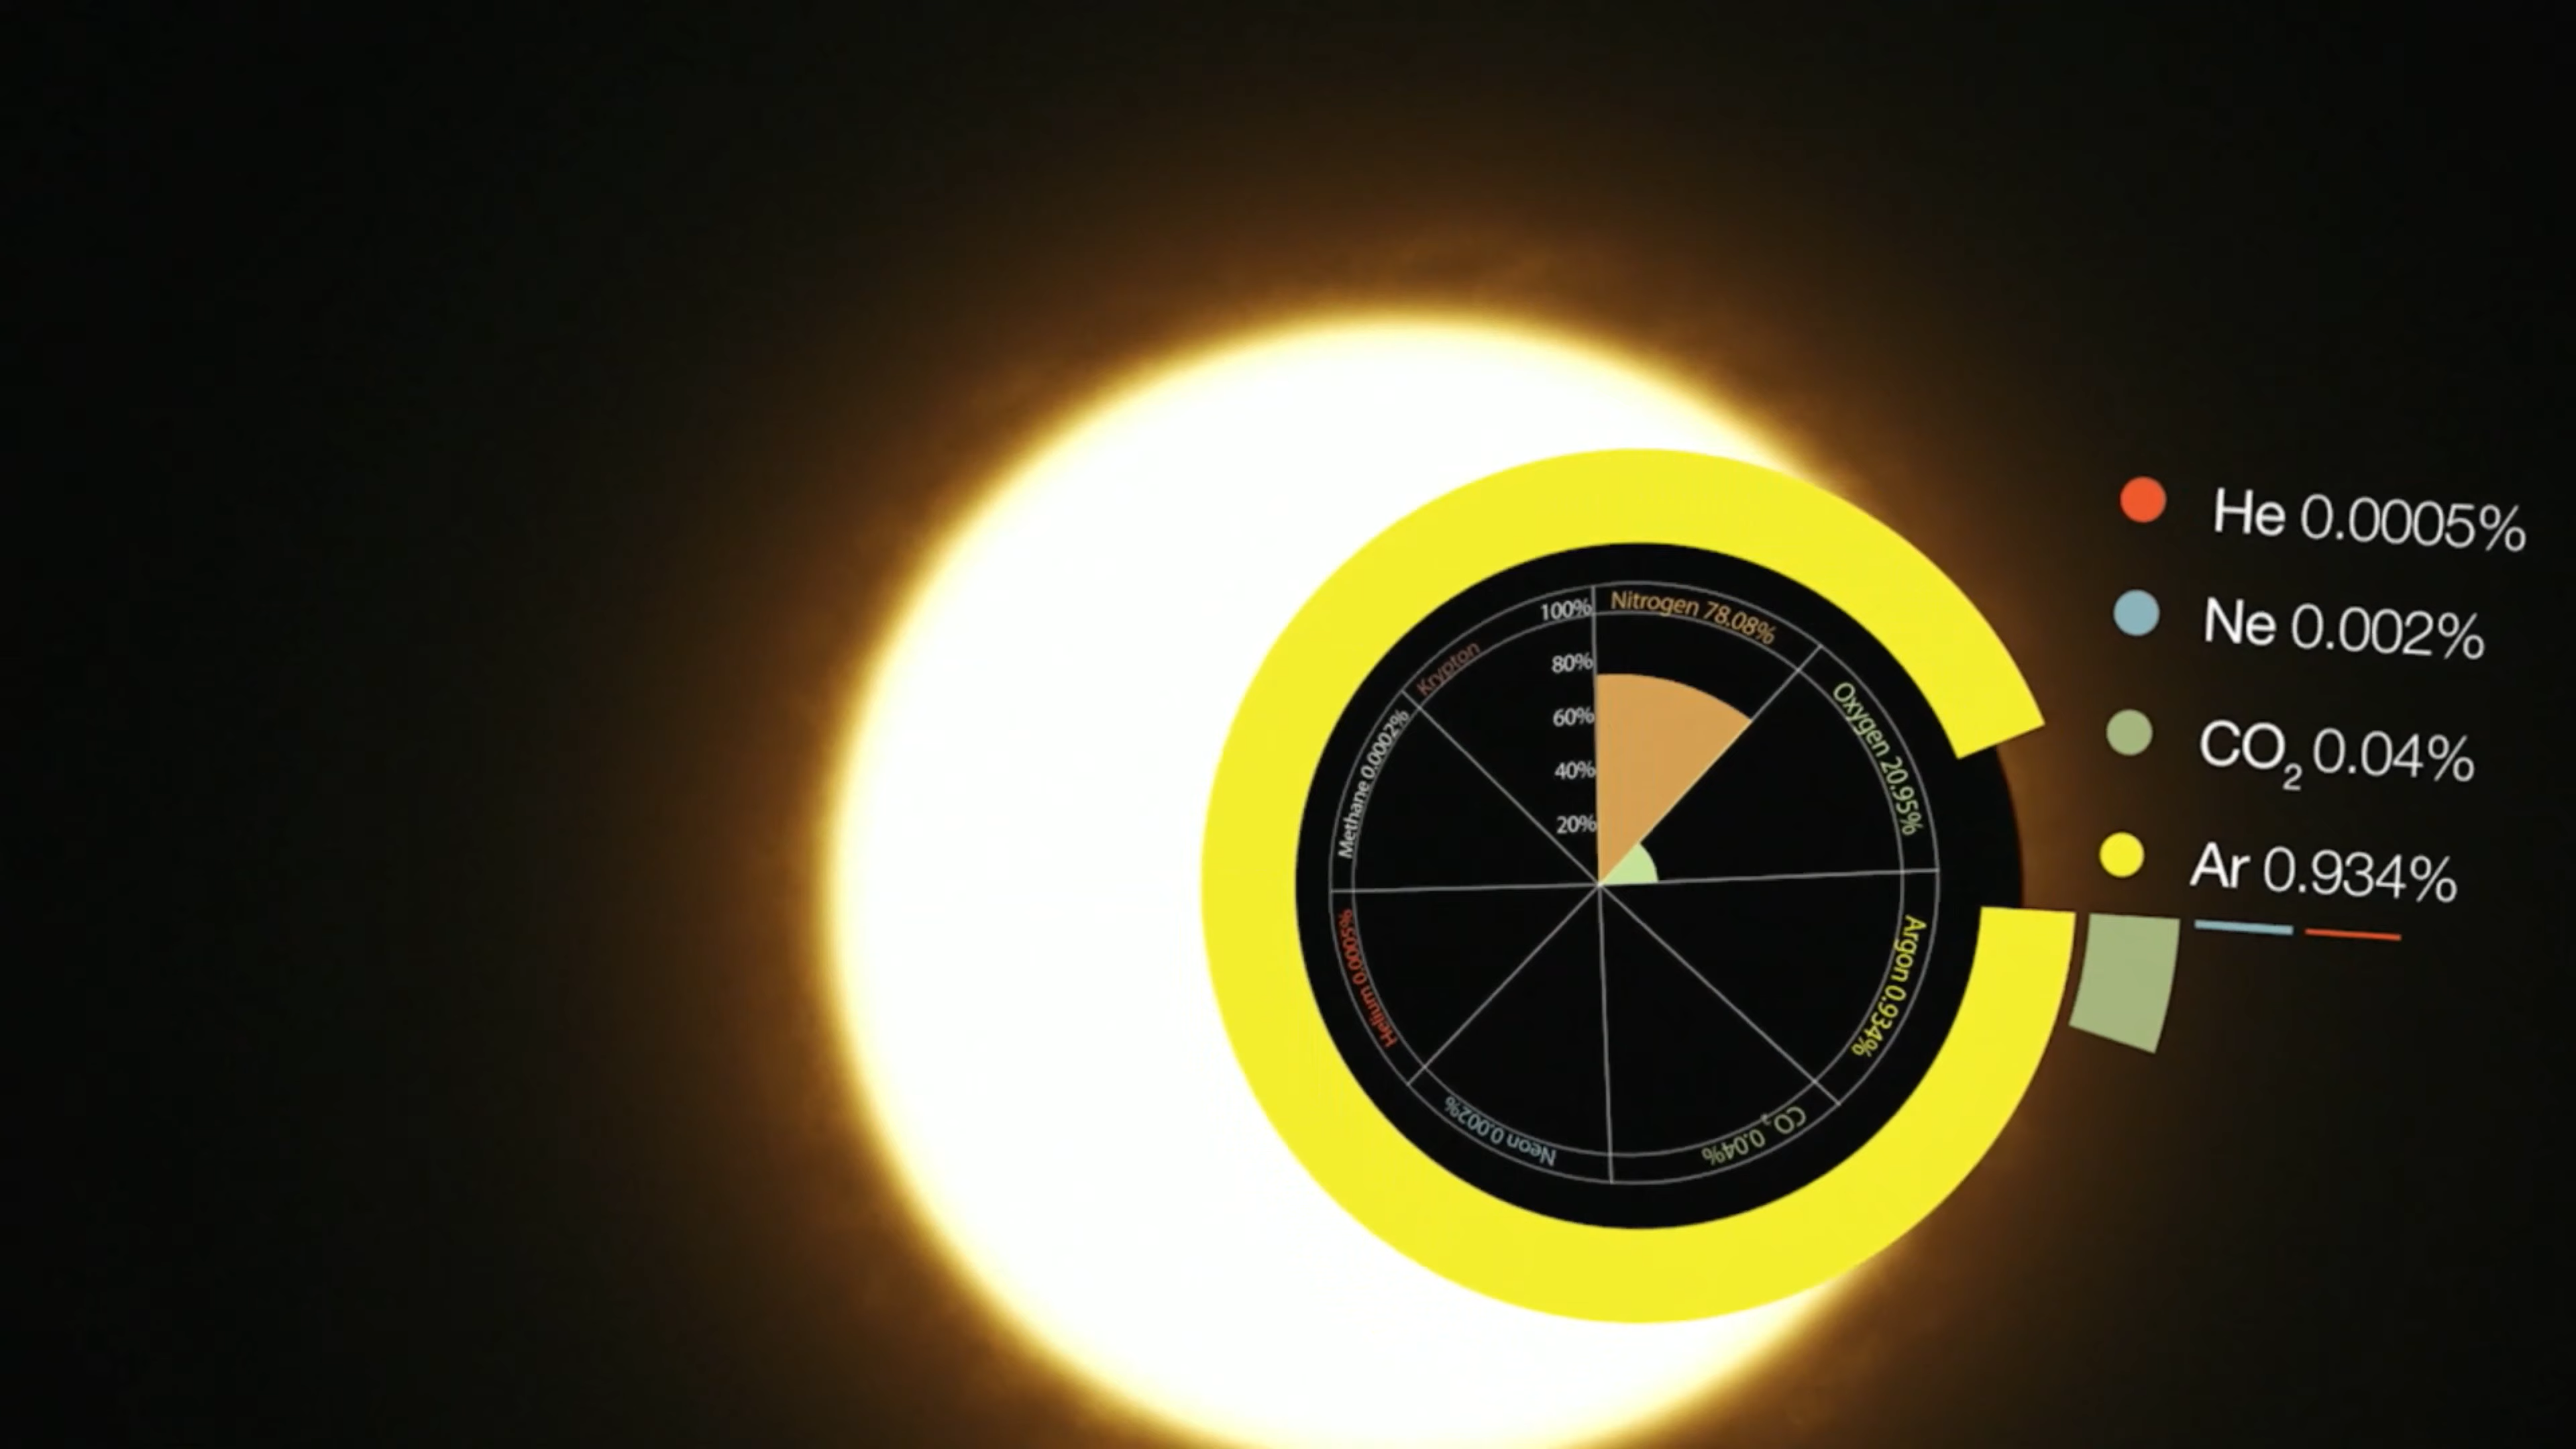 He 0.0005%
Ne 0.002%
CO₂ 0.04%
Ar 0.934%
100%
80%
60%
40%
20%
Nitrogen 78.08%
Oxygen 20.95%
Argon 0.934%
CO₂ 0.04%
Neon 0.002%
Helium 0.0005%
Methane 0.0002%
Krypton